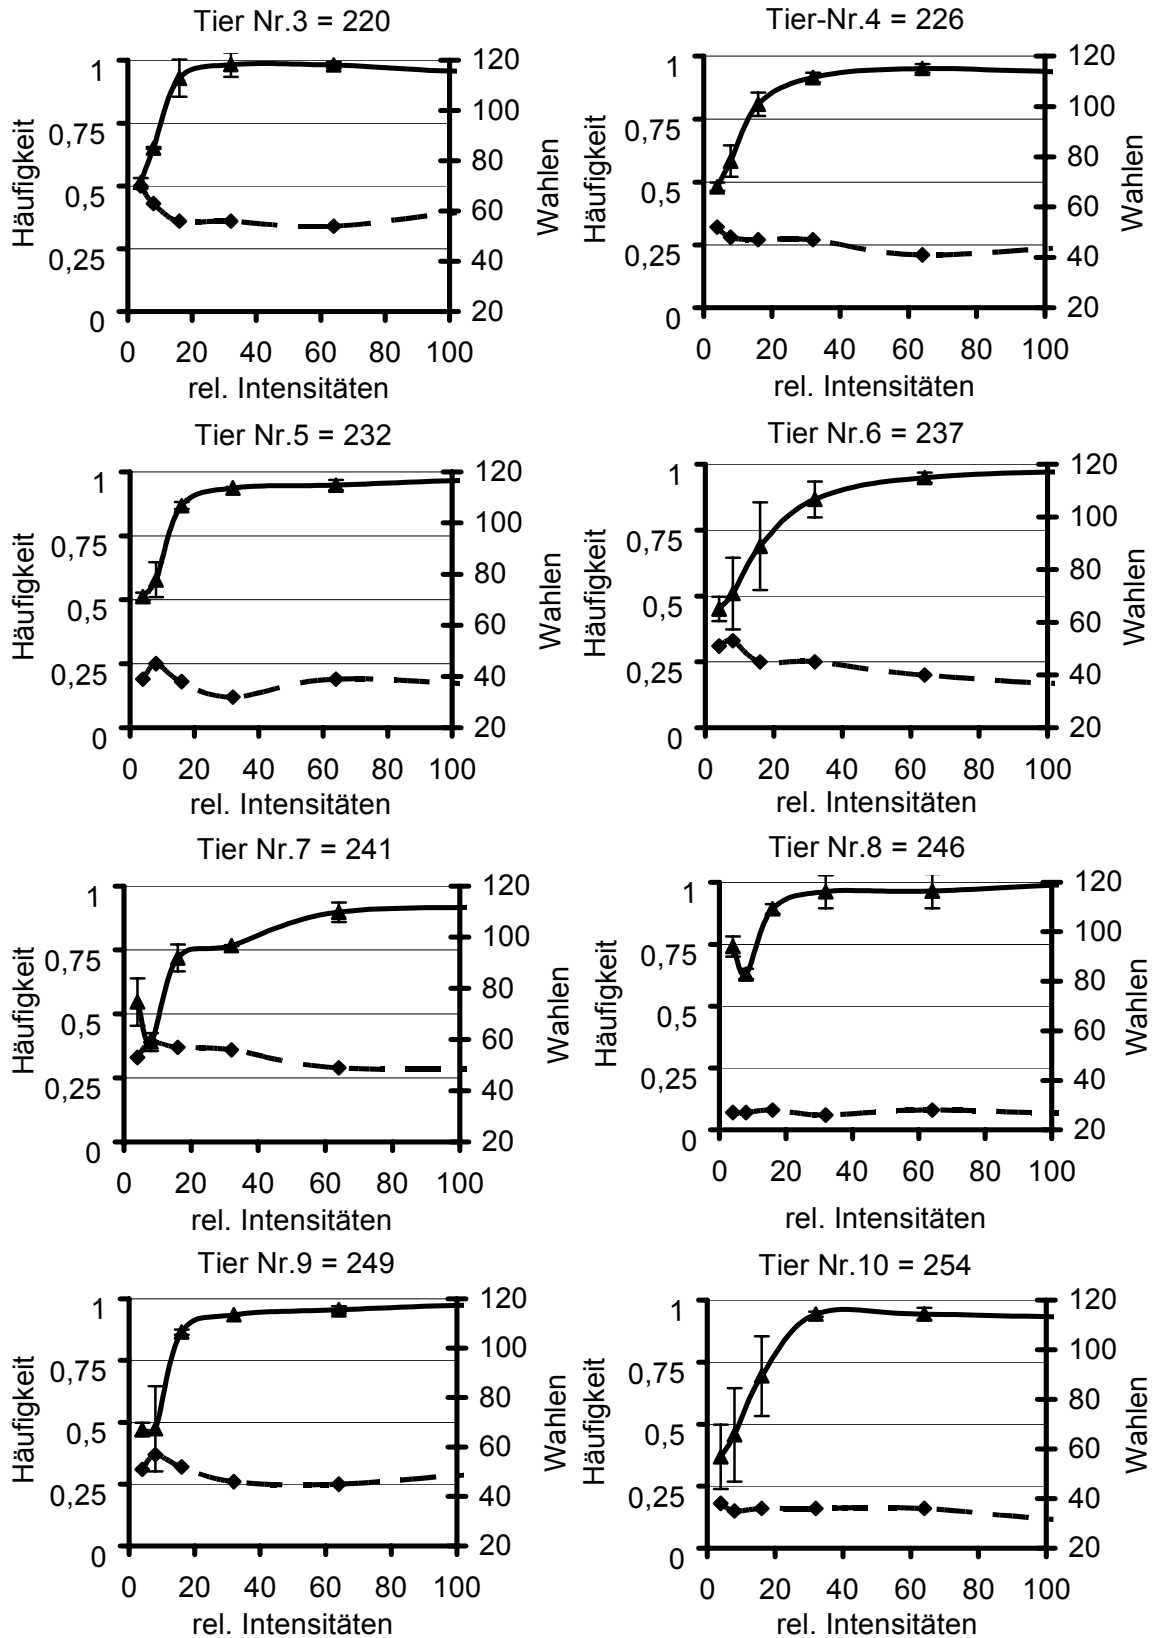 Tier Nr.3 = 220
1
0,75
0,5
0,25
0
Häufigkeit
120
100
80
60
40
20
Wahlen
0 20 40 60 80 100
rel. Intensitäten
Tier-Nr.4 = 226
1
0,75
0,5
0,25
0
Häufigkeit
120
100
80
60
40
20
Wahlen
0 20 40 60 80 100
rel. Intensitäten
Tier Nr.5 = 232
1
0,75
0,5
0,25
0
Häufigkeit
120
100
80
60
40
20
Wahlen
0 20 40 60 80 100
rel. Intensitäten
Tier Nr.6 = 237
1
0,75
0,5
0,25
0
Häufigkeit
120
100
80
60
40
20
Wahlen
0 20 40 60 80 100
rel. Intensitäten
Tier Nr.7 = 241
1
0,75
0,5
0,25
0
Häufigkeit
120
100
80
60
40
20
Wahlen
0 20 40 60 80 100
rel. Intensitäten
Tier Nr.8 = 246
1
0,75
0,5
0,25
0
Häufigkeit
120
100
80
60
40
20
Wahlen
0 20 40 60 80 100
rel. Intensitäten
Tier Nr.9 = 249
1
0,75
0,5
0,25
0
Häufigkeit
120
100
80
60
40
20
Wahlen
0 20 40 60 80 100
rel. Intensitäten
Tier Nr.10 = 254
1
0,75
0,5
0,25
0
Häufigkeit
120
100
80
60
40
20
Wahlen
0 20 40 60 80 100
rel. Intensitäten